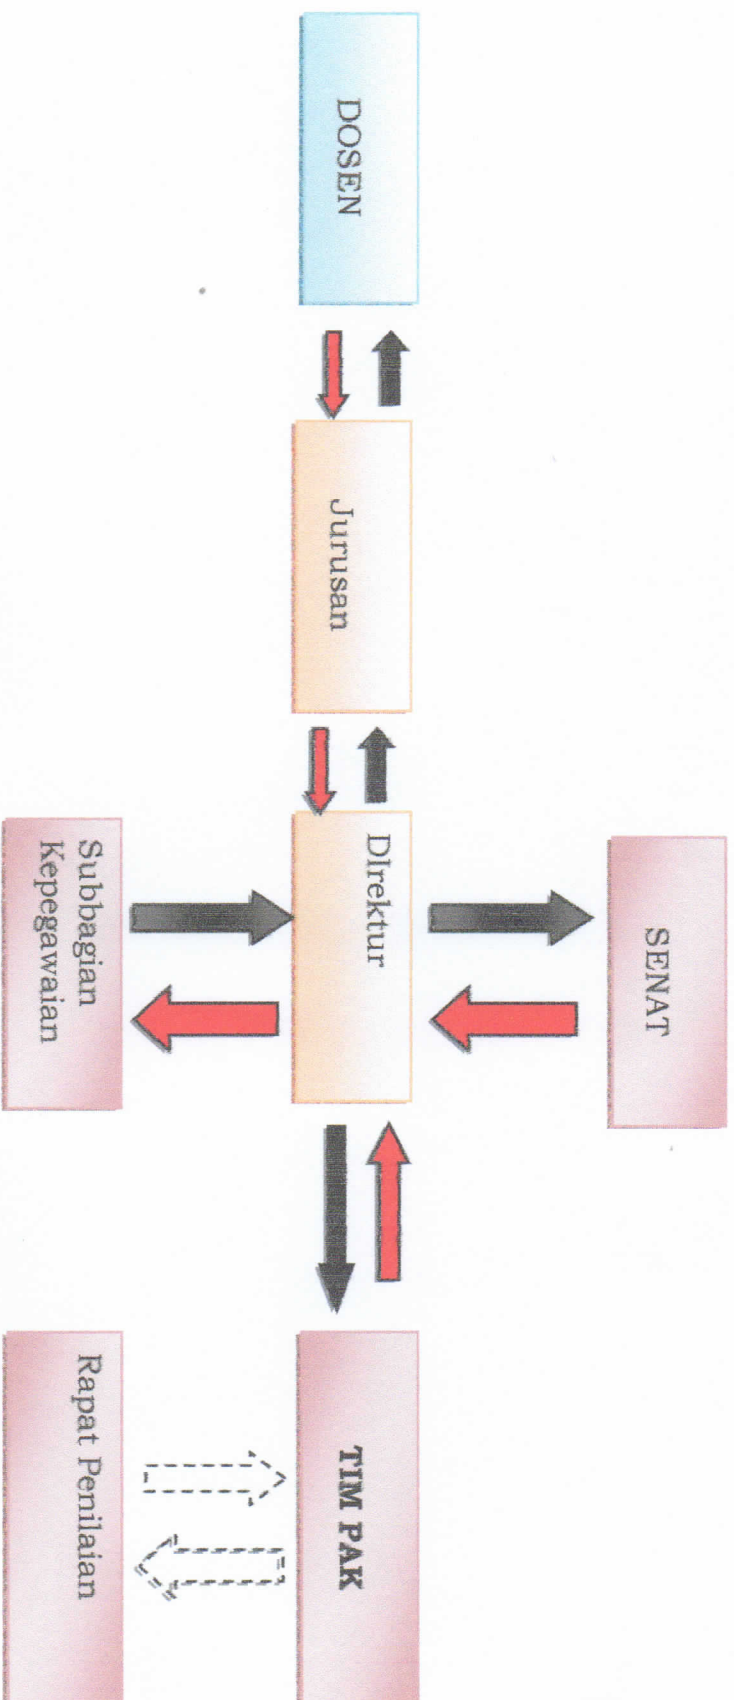 SENAT
DOSEN
Jurusan
DIrektur
TIM PAK
Subbagian
Kepegawaian
Rapat Penilaian